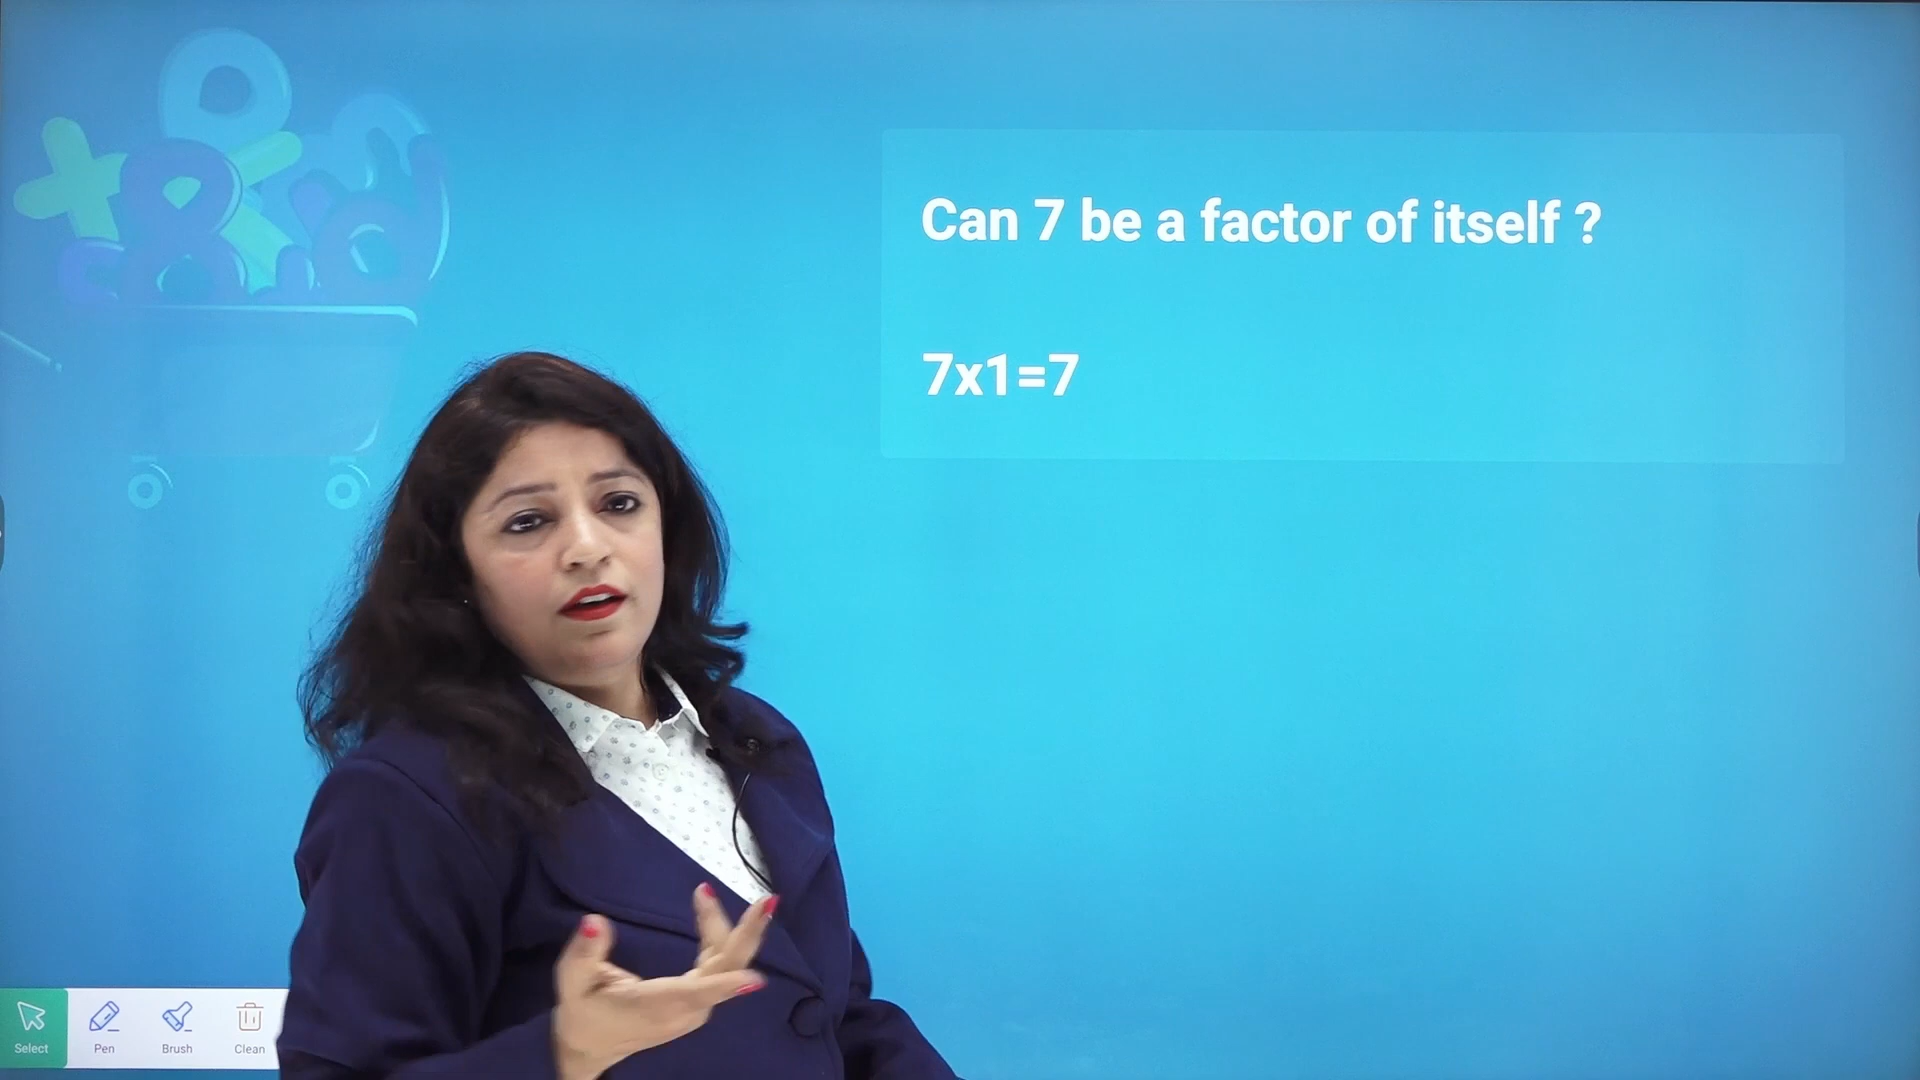 Can 7 be a factor of itself ?
7x1=7
Select
Pen
Brush
Clean